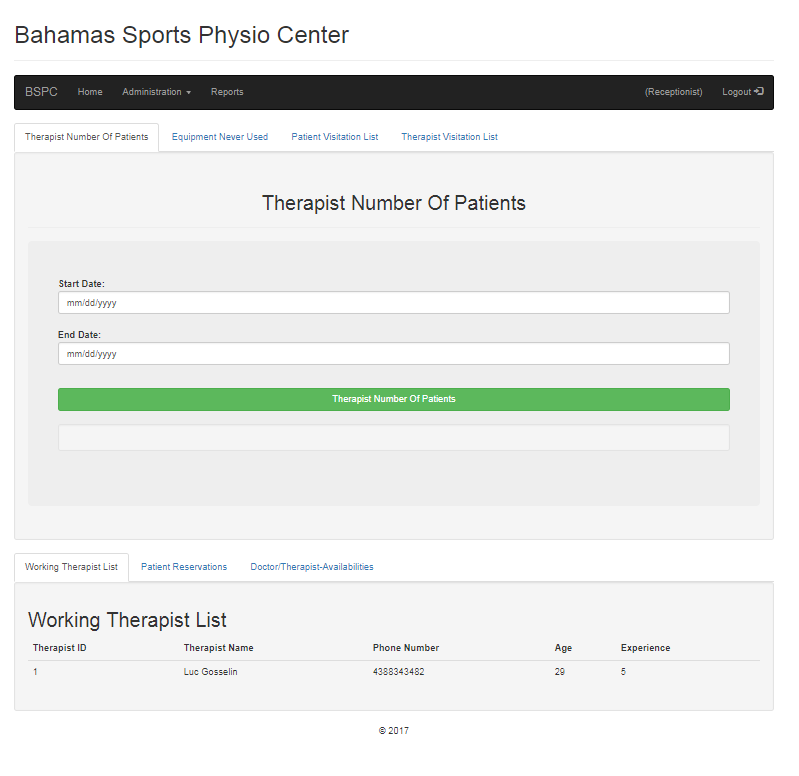 Bahamas Sports Physio Center
BSPC Home Administration Reports (Receptionist) Logout
Therapist Number Of Patients Equipment Never Used Patient Visitation List Therapist Visitation List
Therapist Number Of Patients
Start Date:
mm/dd/yyyy
End Date:
mm/dd/yyyy
Therapist Number Of Patients
Working Therapist List Patient Reservations Doctor/Therapist-Availabilities
Working Therapist List
Therapist ID Therapist Name Phone Number Age Experience
1 Luc Gosselin 4388343482 29 5
© 2017